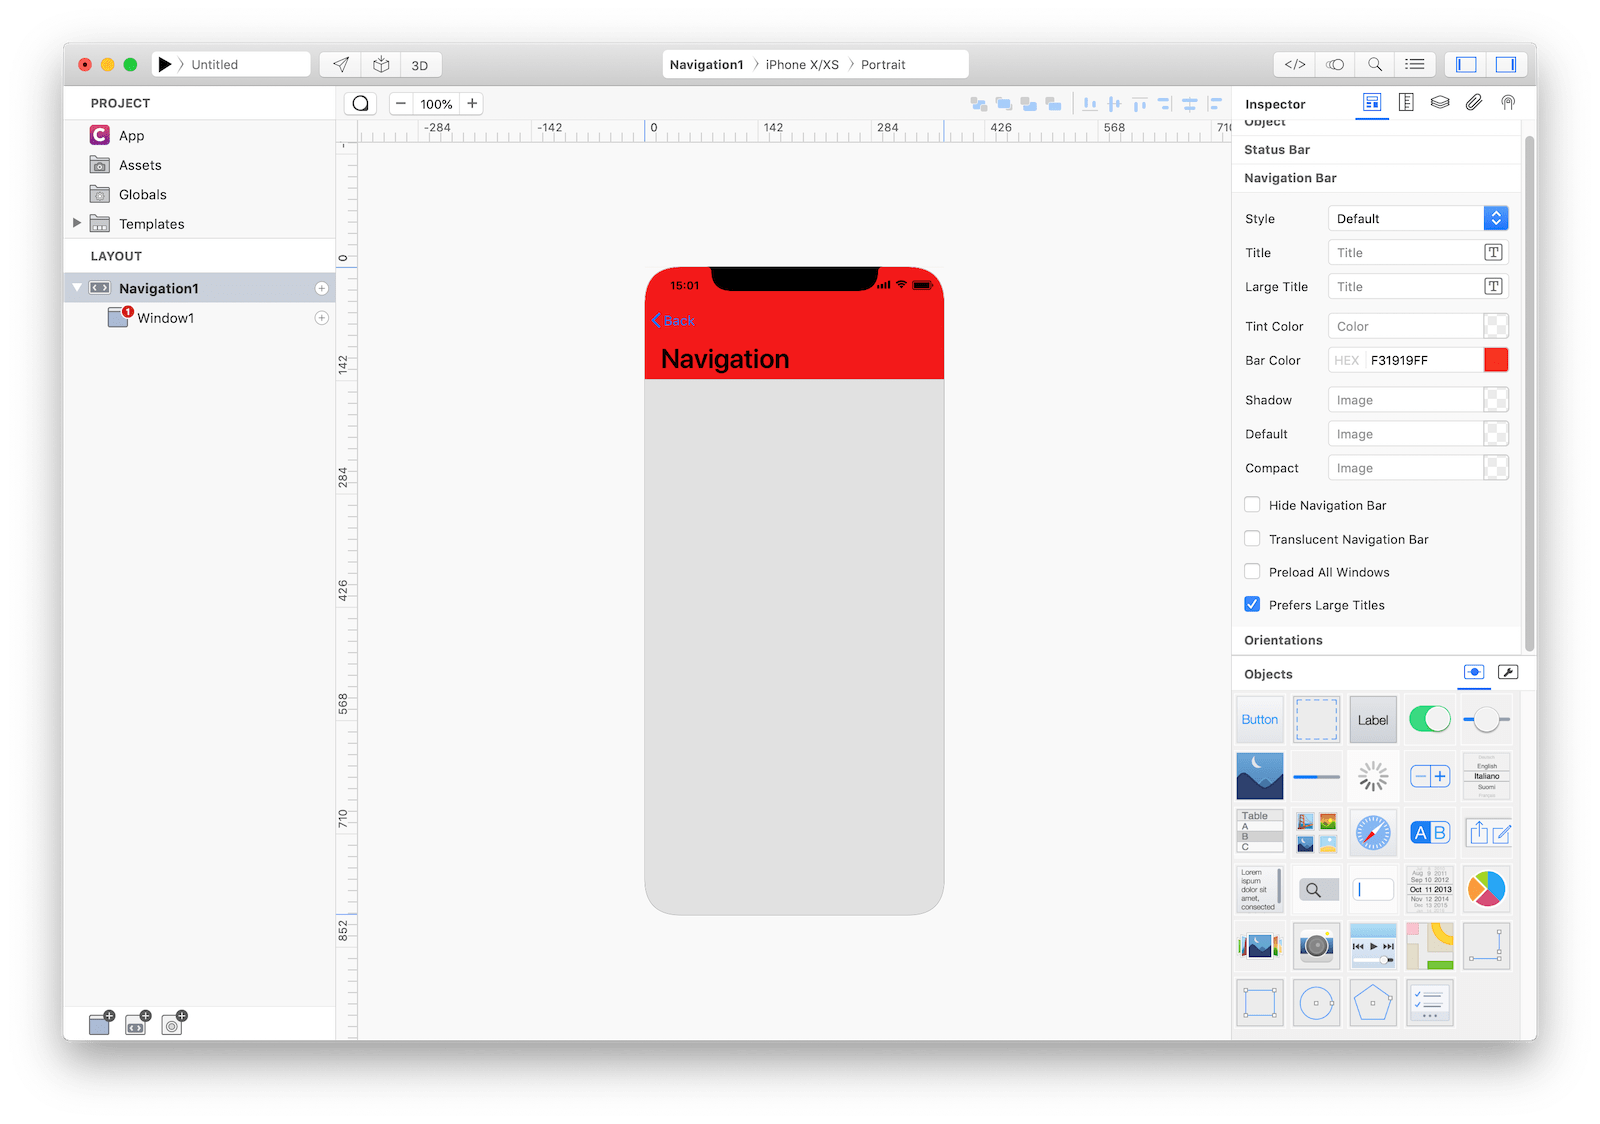 Untitled
3D
Navigation1 〉 iPhone X/XS 〉 Portrait
</>
PROJECT
App
Assets
Globals
Templates
LAYOUT
Navigation1
1
Window1
100%
-284 -142 0 142 284 426 568 710
0
142
284
426
568
710
852
15:01
Back
Navigation
Inspector
Object
Status Bar
Navigation Bar
Style Default
Title Title
Large Title Title
Tint Color Color
Bar Color HEX F31919FF
Shadow Image
Default Image
Compact Image
Hide Navigation Bar
Translucent Navigation Bar
Preload All Windows
Prefers Large Titles
Orientations
Objects
Button
Label
English
Italiano
Suomi
Table
A
B
C
A B
Lorem
ispum
dolor sit
amet,
consected
Aug 9 2011
Sep 10 2012
Oct 11 2013
Nov 12 2014
Dec 13 2015